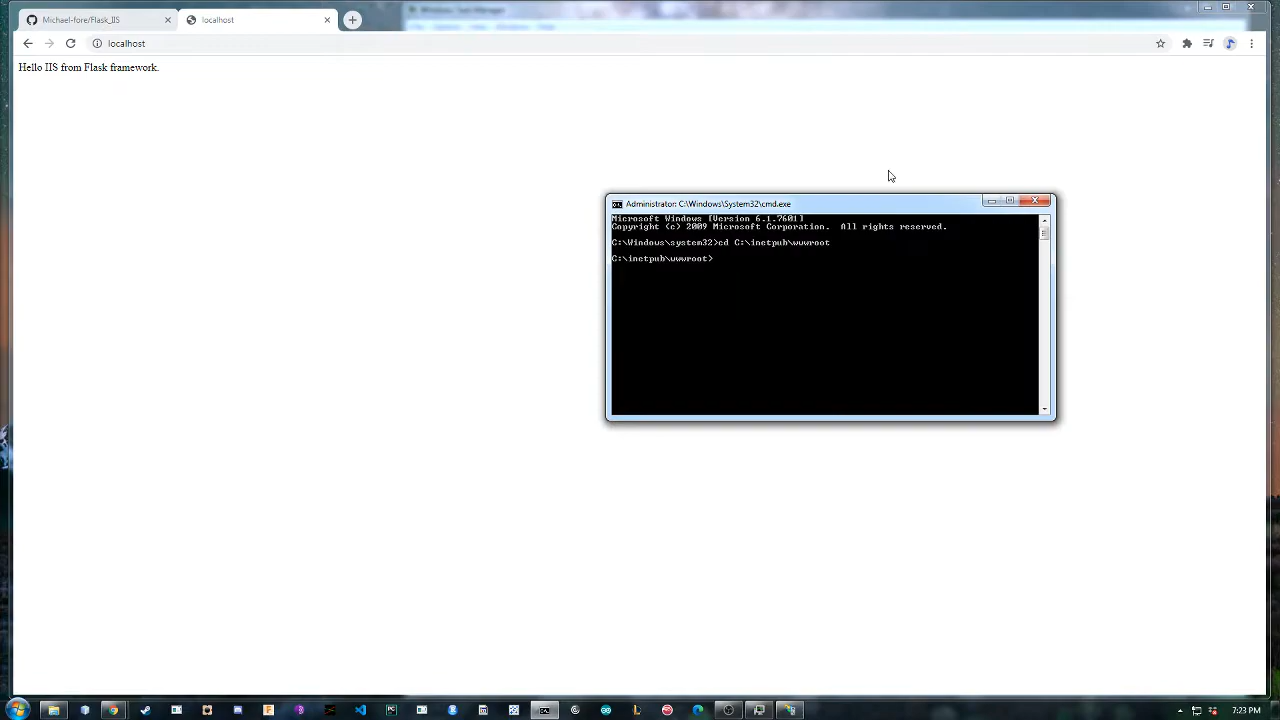 Michael-fore/Flask_IIS
localhost
localhost
Hello IIS from Flask framework.
Administrator: C:\Windows\System32\cmd.exe
Microsoft Windows [Version 6.1.7601]
Copyright (c) 2009 Microsoft Corporation.  All rights reserved.
C:\Windows\system32>cd C:\inetpub\wwwroot
C:\inetpub\wwwroot>
7:23 PM